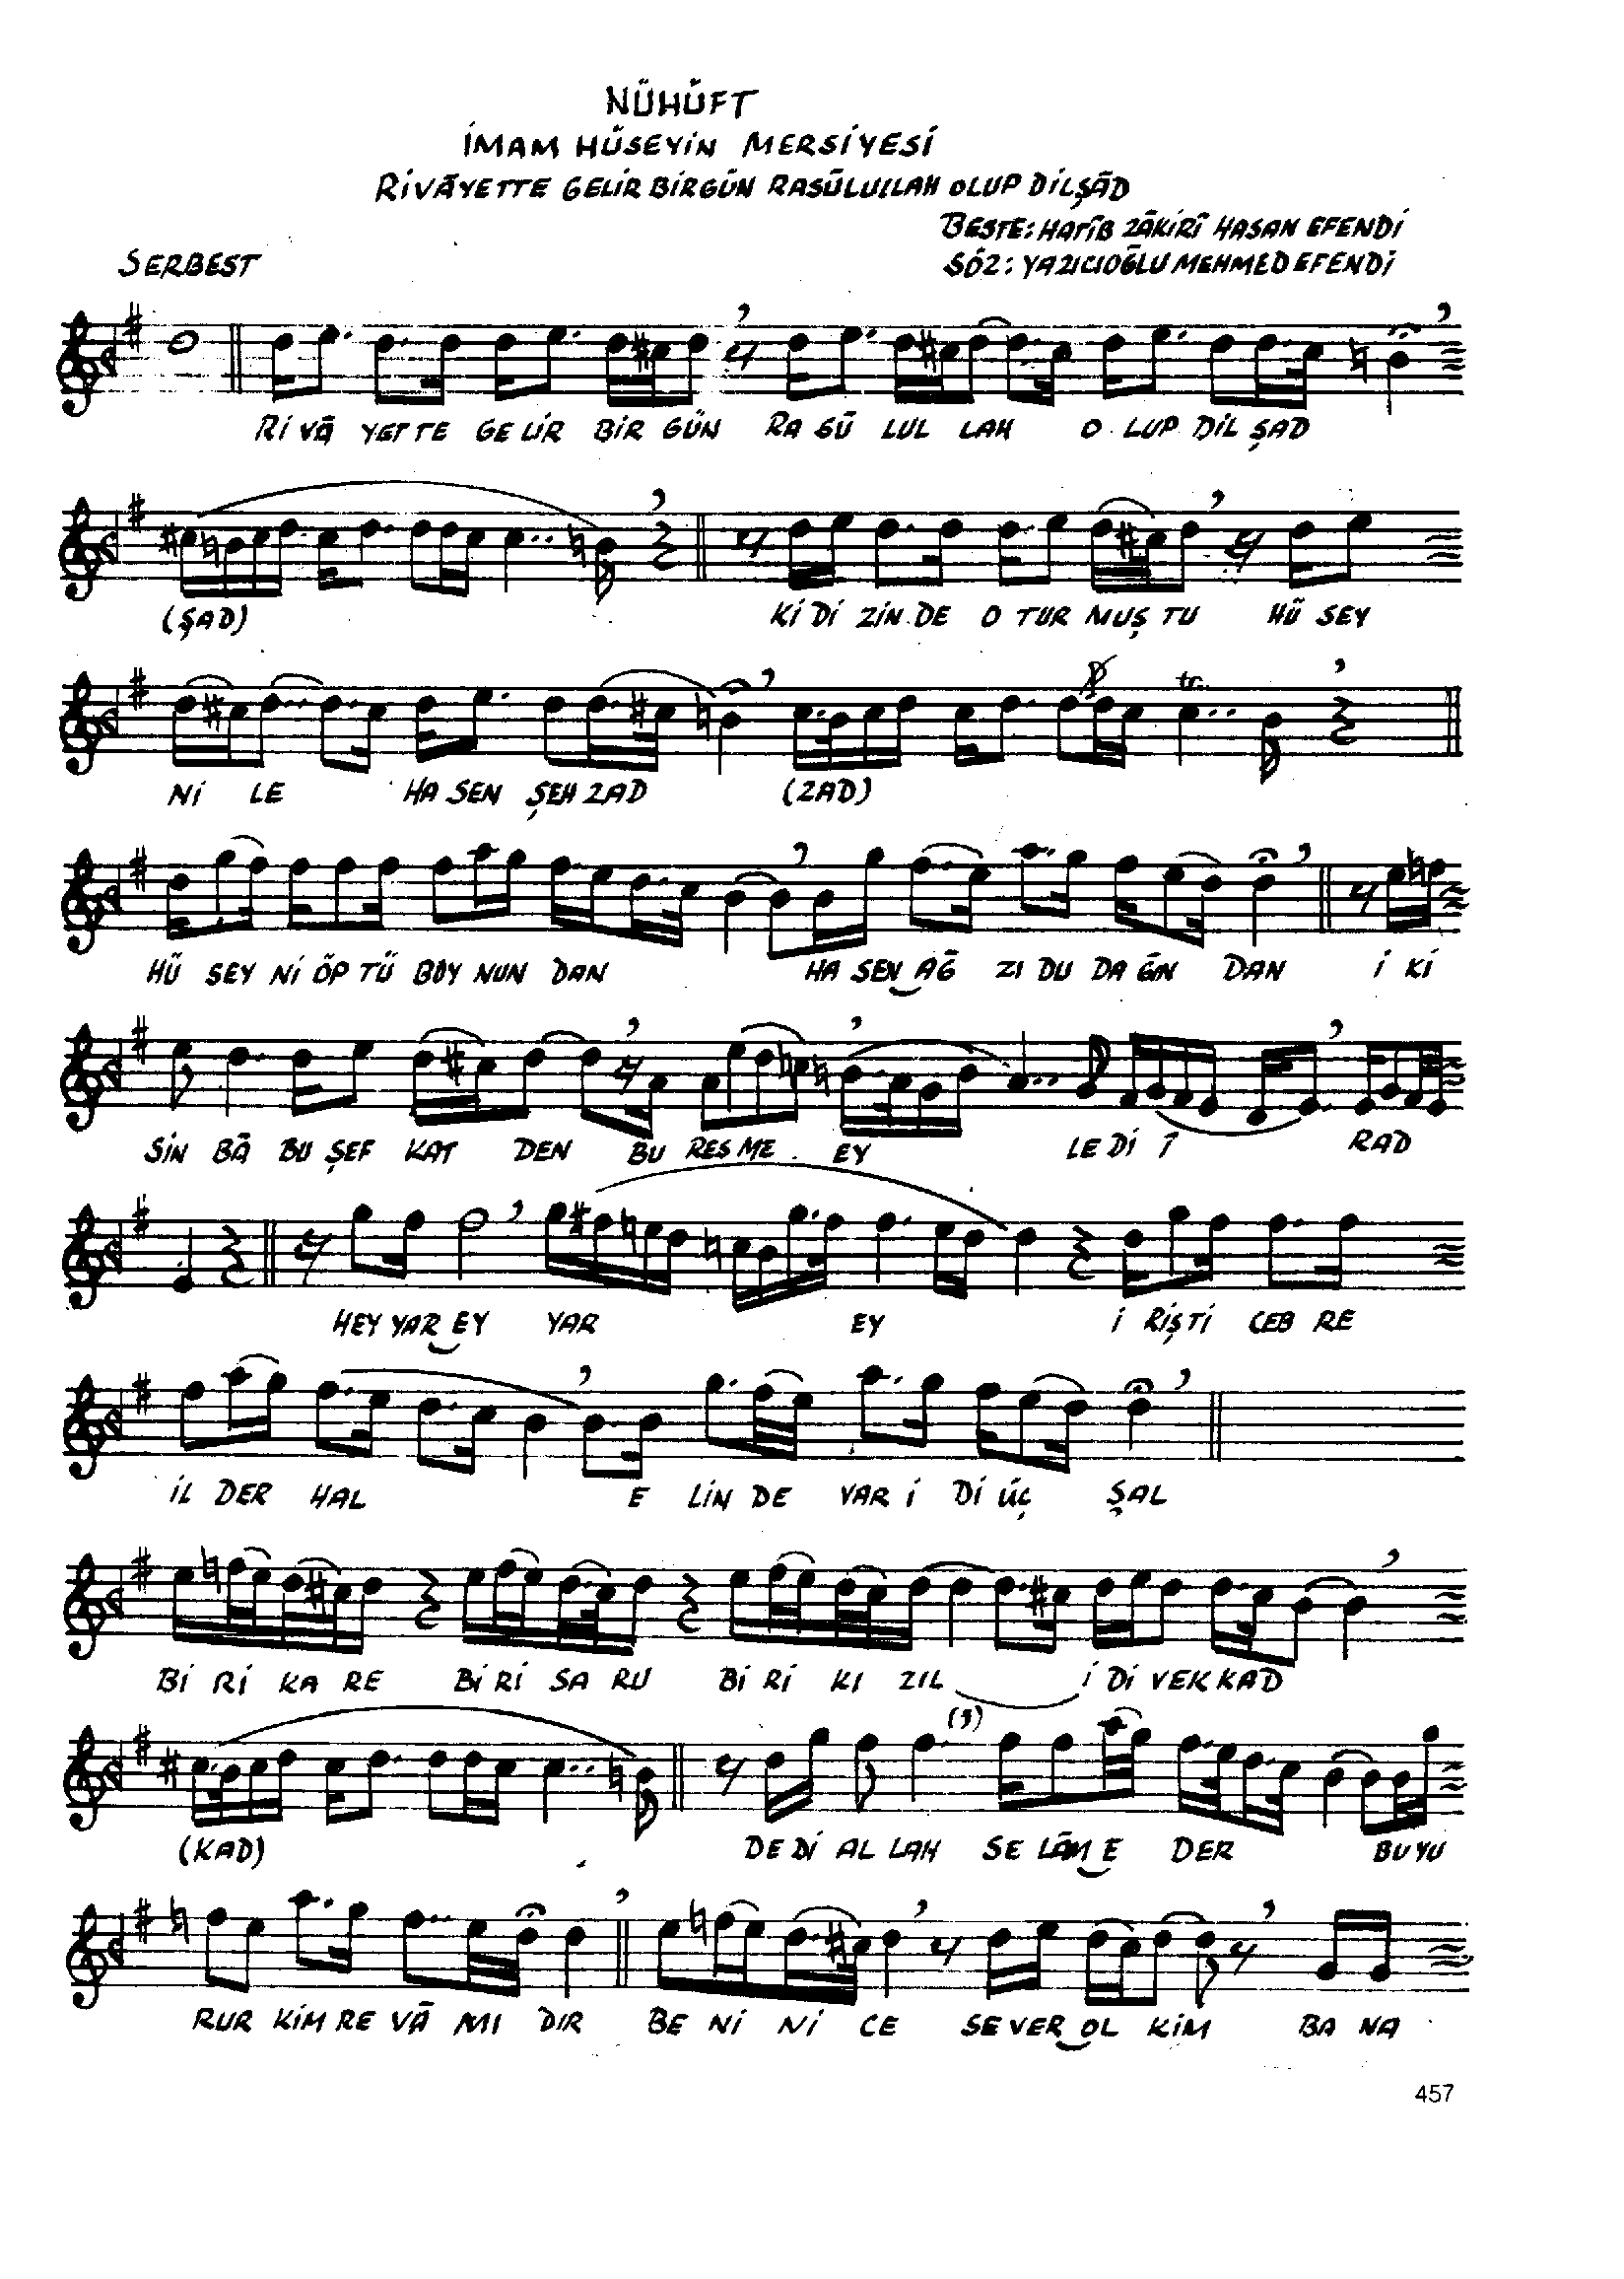 NÜHÜFT
İMAM HÜSEYİN MERSİYESİ
RİVÂYETTE GELİR BİRGÜN RASÛLULLAH OLUP DİLŞÂD
BESTE: HATÎB ZÂKİRÎ HASAN EFENDİ
SERBEST
SÖZ: YAZICIOĞLU MEHMED EFENDİ
Rİ VÂ YET TE GE LİR BİR GÜN RA GÜ LUL LAH O LUP DİL ŞAD
(ŞAD) Kİ Dİ ZİN DE O TUR MUŞ TU HÜ SEY
Nİ LE HA SEN ŞEH ZAD (ZAD)
tr
HÜ SEY Nİ ÖP TÜ BOY NUN DAN HA SEN AĞ ZI DU DA ĞIN DAN İ Kİ
SİN BÂ BU ŞEF KAT DEN BU RES ME EY LE Dİ Î RAD
HEY YAR EY YAR EY İ RİŞ Tİ CEB RE
İL DER HAL E LİN DE VAR İ Dİ ÜÇ ŞAL
Bİ Rİ KA RE Bİ Rİ SA RU Bİ Rİ KI ZIL İ Dİ VEK KAD
(KAD) DE Dİ AL LAH SE LÂM E DER BU YU
RUR KİM RE VÂ MI DIR BE Nİ Nİ CE SE VER OL KİM BA NA
457